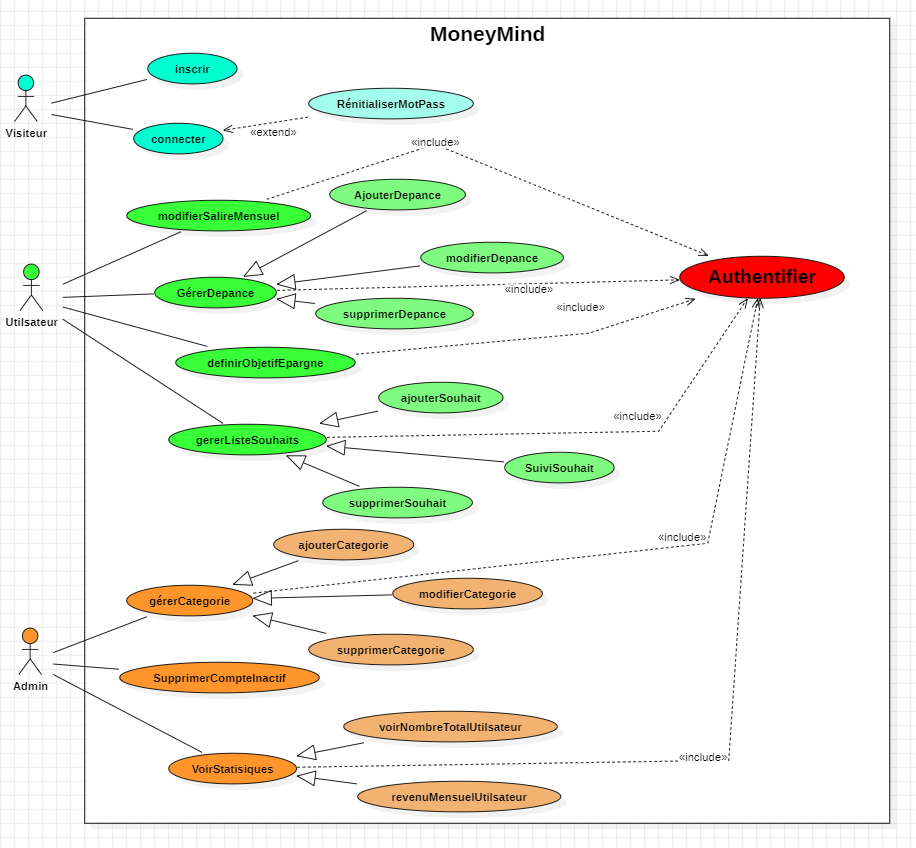 MoneyMind
inscrir
RénitialiserMotPass
Visiteur
connecter
«extend»
«include»
AjouterDepance
modifierSalireMensuel
modifierDepance
Authentifier
GérerDepance
«include»
«include»
supprimerDepance
Utilsateur
definirObjetifEpargne
ajouterSouhait
«include»
gererListeSouhaits
SuiviSouhait
supprimerSouhait
«include»
ajouterCategorie
modifierCategorie
gérerCategorie
supprimerCategorie
Admin
SupprimerCompteInactif
voirNombreTotalUtilsateur
«include»
VoirStatisiques
revenuMensuelUtilsateur